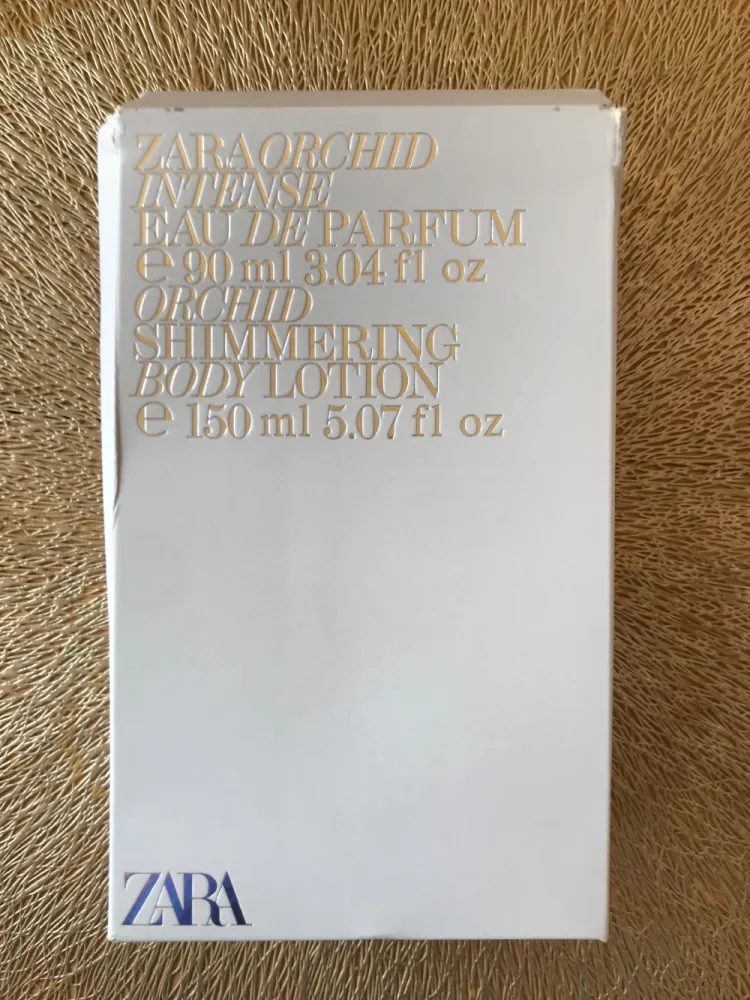 ZARA ORCHID
INTENSE
EAU DE PARFUM
℮ 90 ml 3.04 fl oz
ORCHID
SHIMMERING
BODY LOTION
℮ 150 ml 5.07 fl oz
ZARA